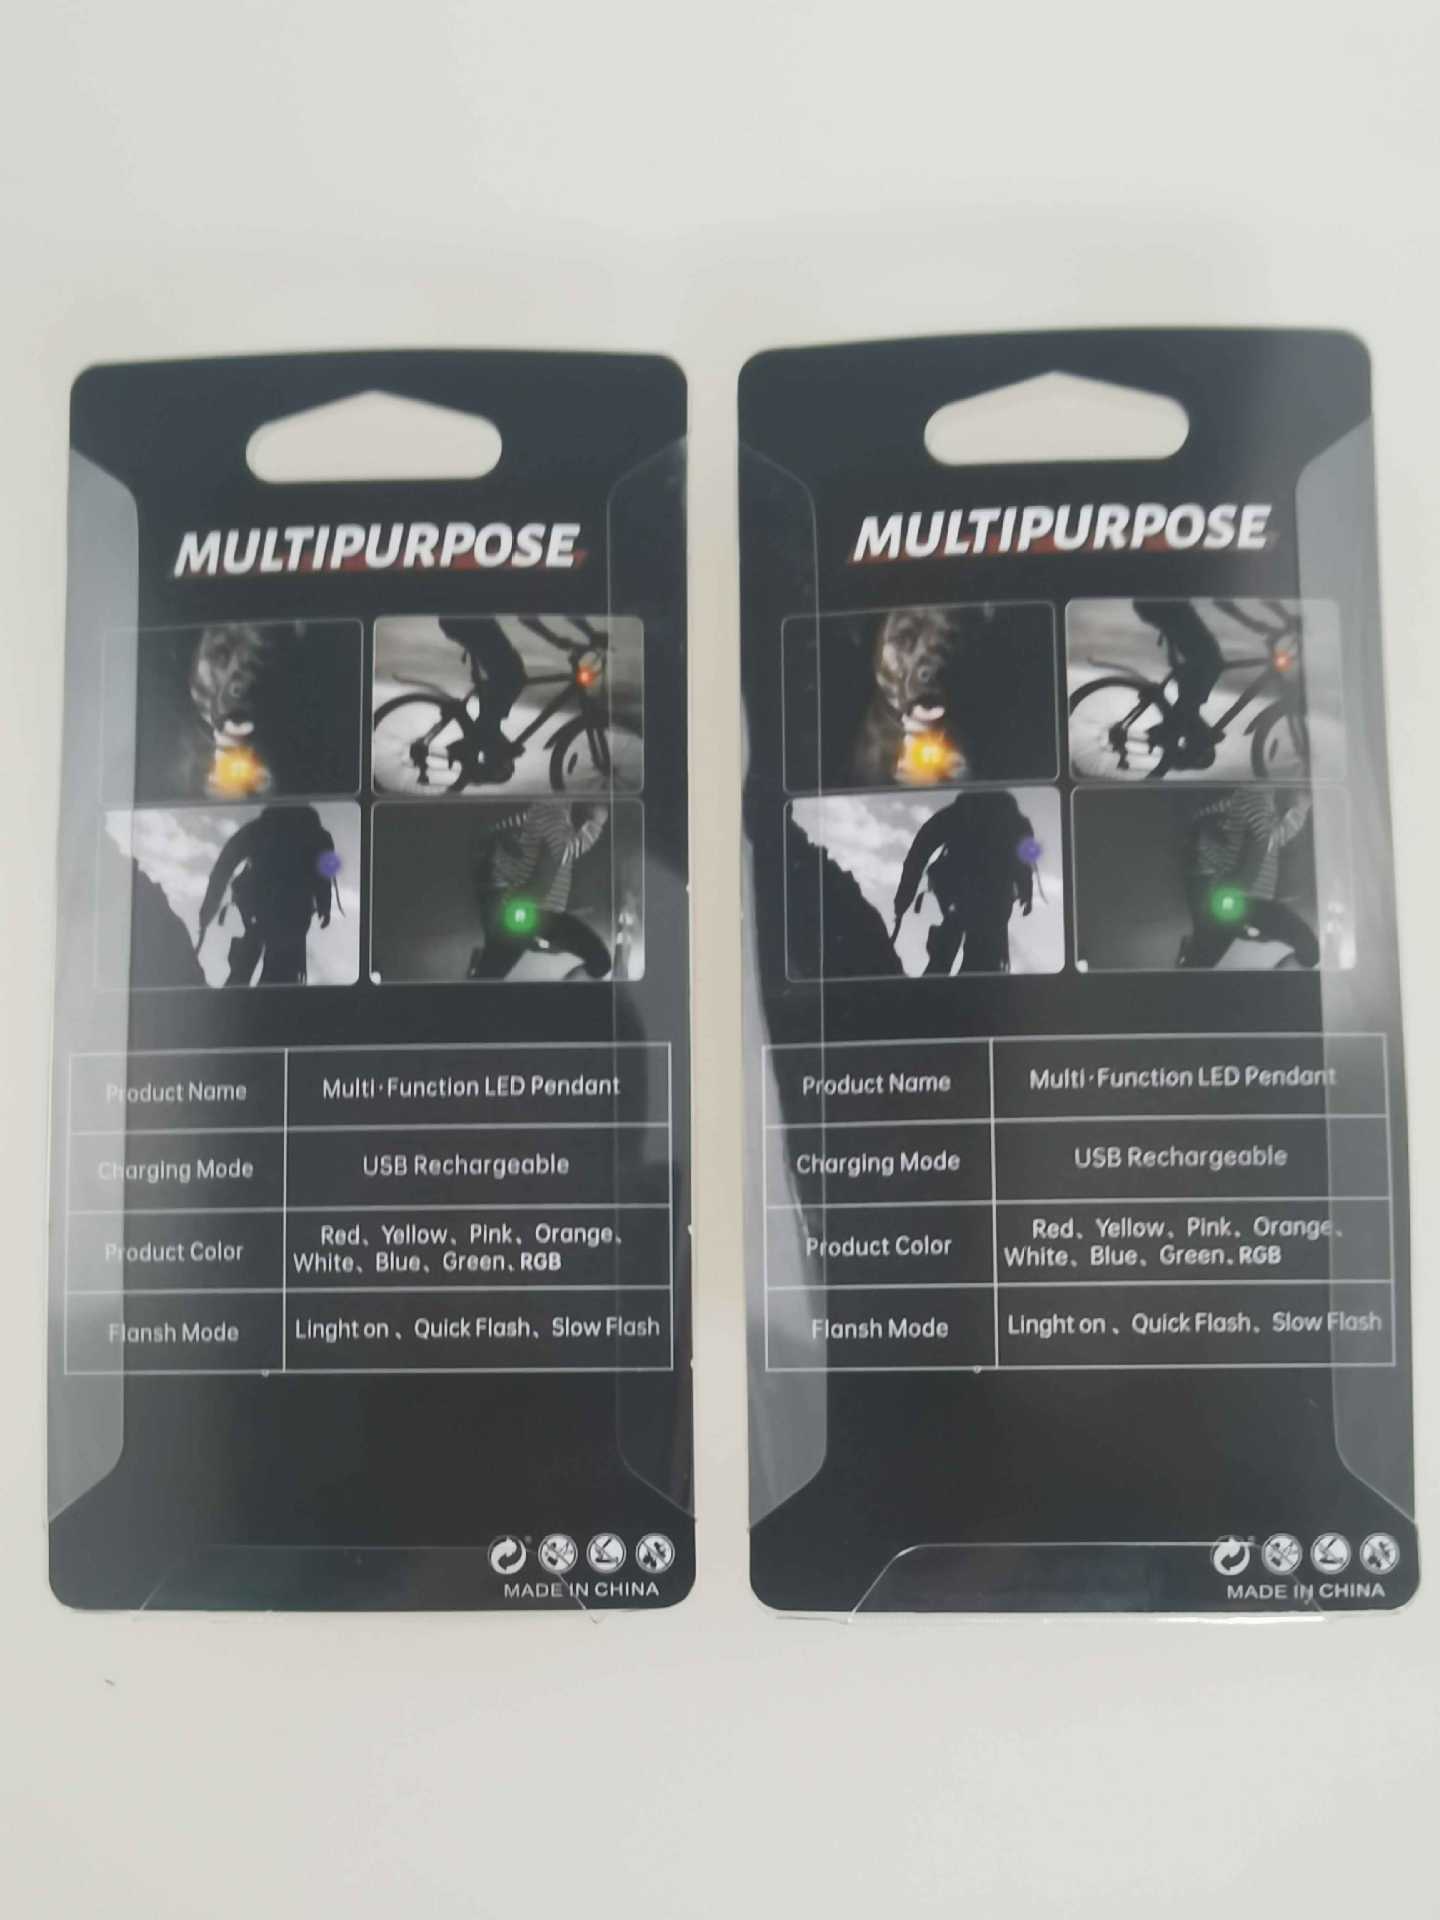 MULTIPURPOSE
Product Name Multi·Function LED Pendant
Charging Mode USB Rechargeable
Product Color Red、Yellow、Pink、Orange、
White、Blue、Green、RGB
Flansh Mode Linght on 、Quick Flash、Slow Flash
MADE IN CHINA
MULTIPURPOSE
Product Name Multi·Function LED Pendant
Charging Mode USB Rechargeable
Product Color Red、Yellow、Pink、Orange、
White、Blue、Green、RGB
Flansh Mode Linght on 、Quick Flash、Slow Flash
MADE IN CHINA